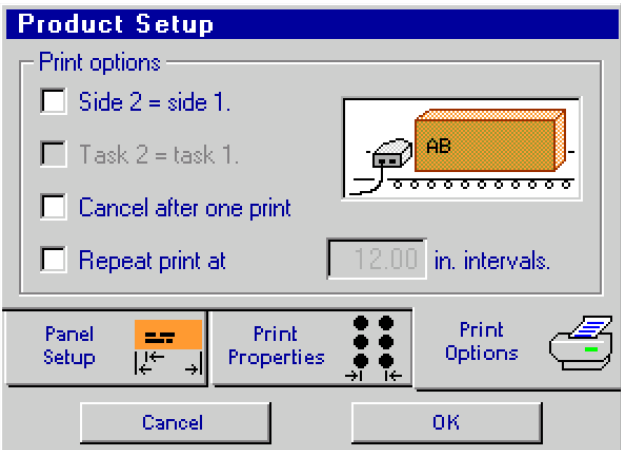 Product Setup
Print options
Side 2 = side 1.
Task 2 = task 1.
AB
Cancel after one print
Repeat print at 12.00 in. intervals.
Panel Setup
Print Properties
Print Options
Cancel
OK